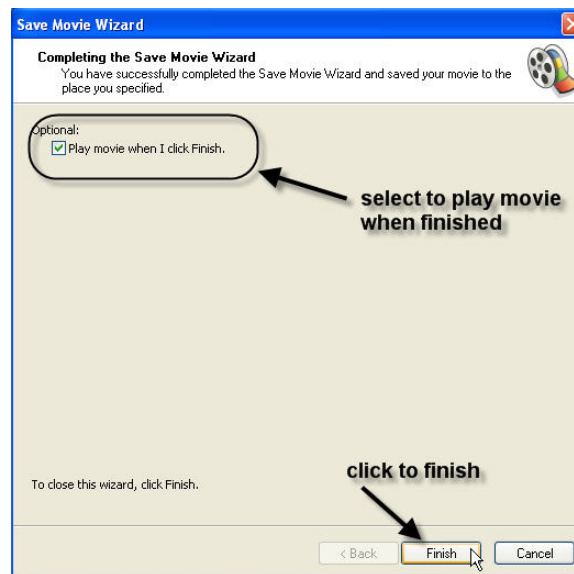 Save Movie Wizard
Completing the Save Movie Wizard
You have successfully completed the Save Movie Wizard and saved your movie to the
place you specified.
Optional:
Play movie when I click Finish.
select to play movie
when finished
click to finish
To close this wizard, click Finish.
< Back
Finish
Cancel